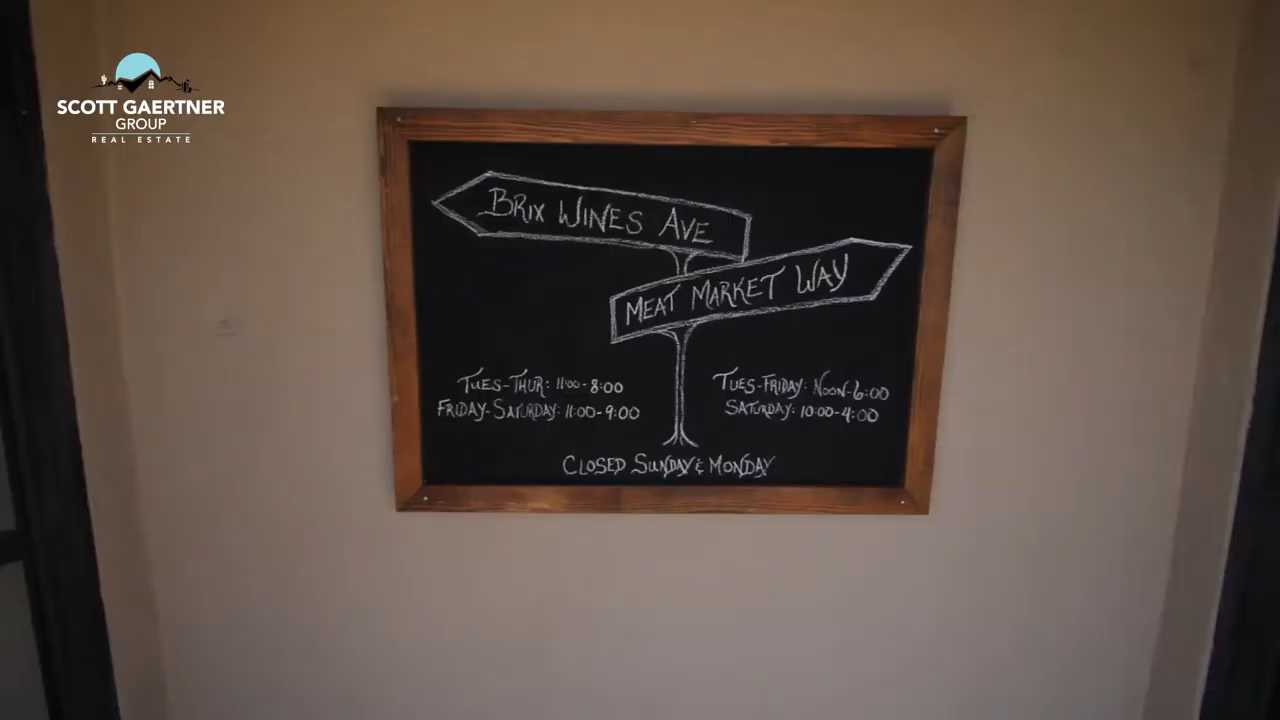 SCOTT GAERTNER
GROUP
REAL ESTATE
BRIX WINES AVE
MEAT MARKET WAY
TUES-THUR: 11:00-8:00
FRIDAY-SATURDAY: 11:00-9:00
TUES-FRIDAY: NOON-6:00
SATURDAY: 10:00-4:00
CLOSED SUNDAY & MONDAY